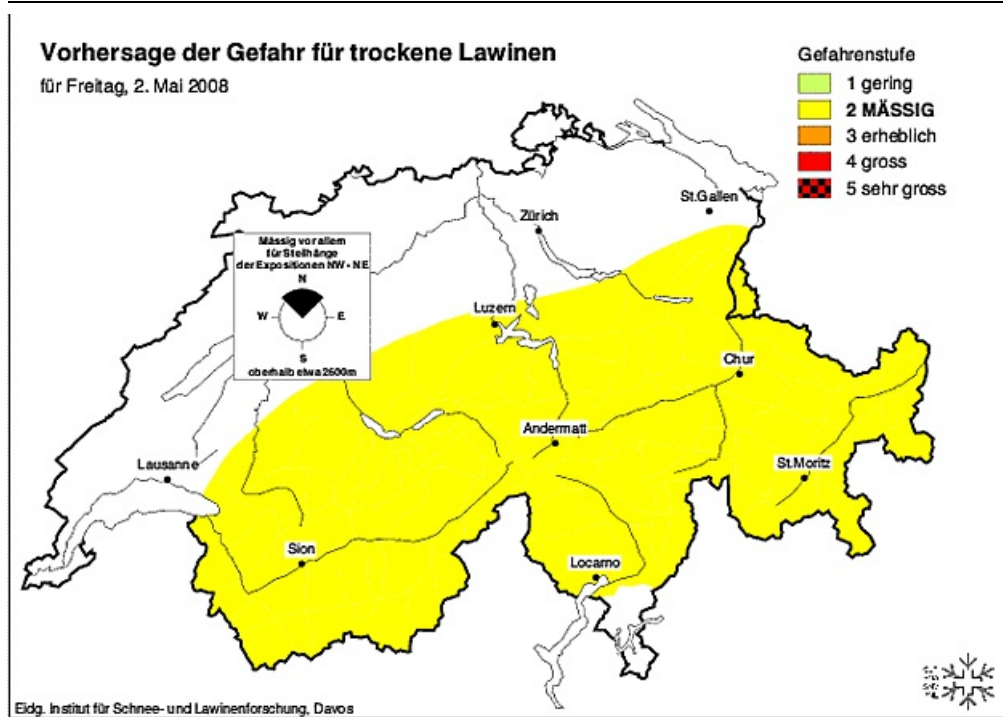 Vorhersage der Gefahr für trockene Lawinen
für Freitag, 2. Mai 2008
Gefahrenstufe
1 gering
2 MÄSSIG
3 erheblich
4 gross
5 sehr gross
St.Gallen
Zürich
Mässig vor allem
für Steilhänge
der Expositionen NW - NE
N
W
E
S
oberhalb etwa 2600m
Luzern
Chur
Andermatt
Lausanne
St.Moritz
Sion
Locarno
Eidg. Institut für Schnee- und Lawinenforschung, Davos